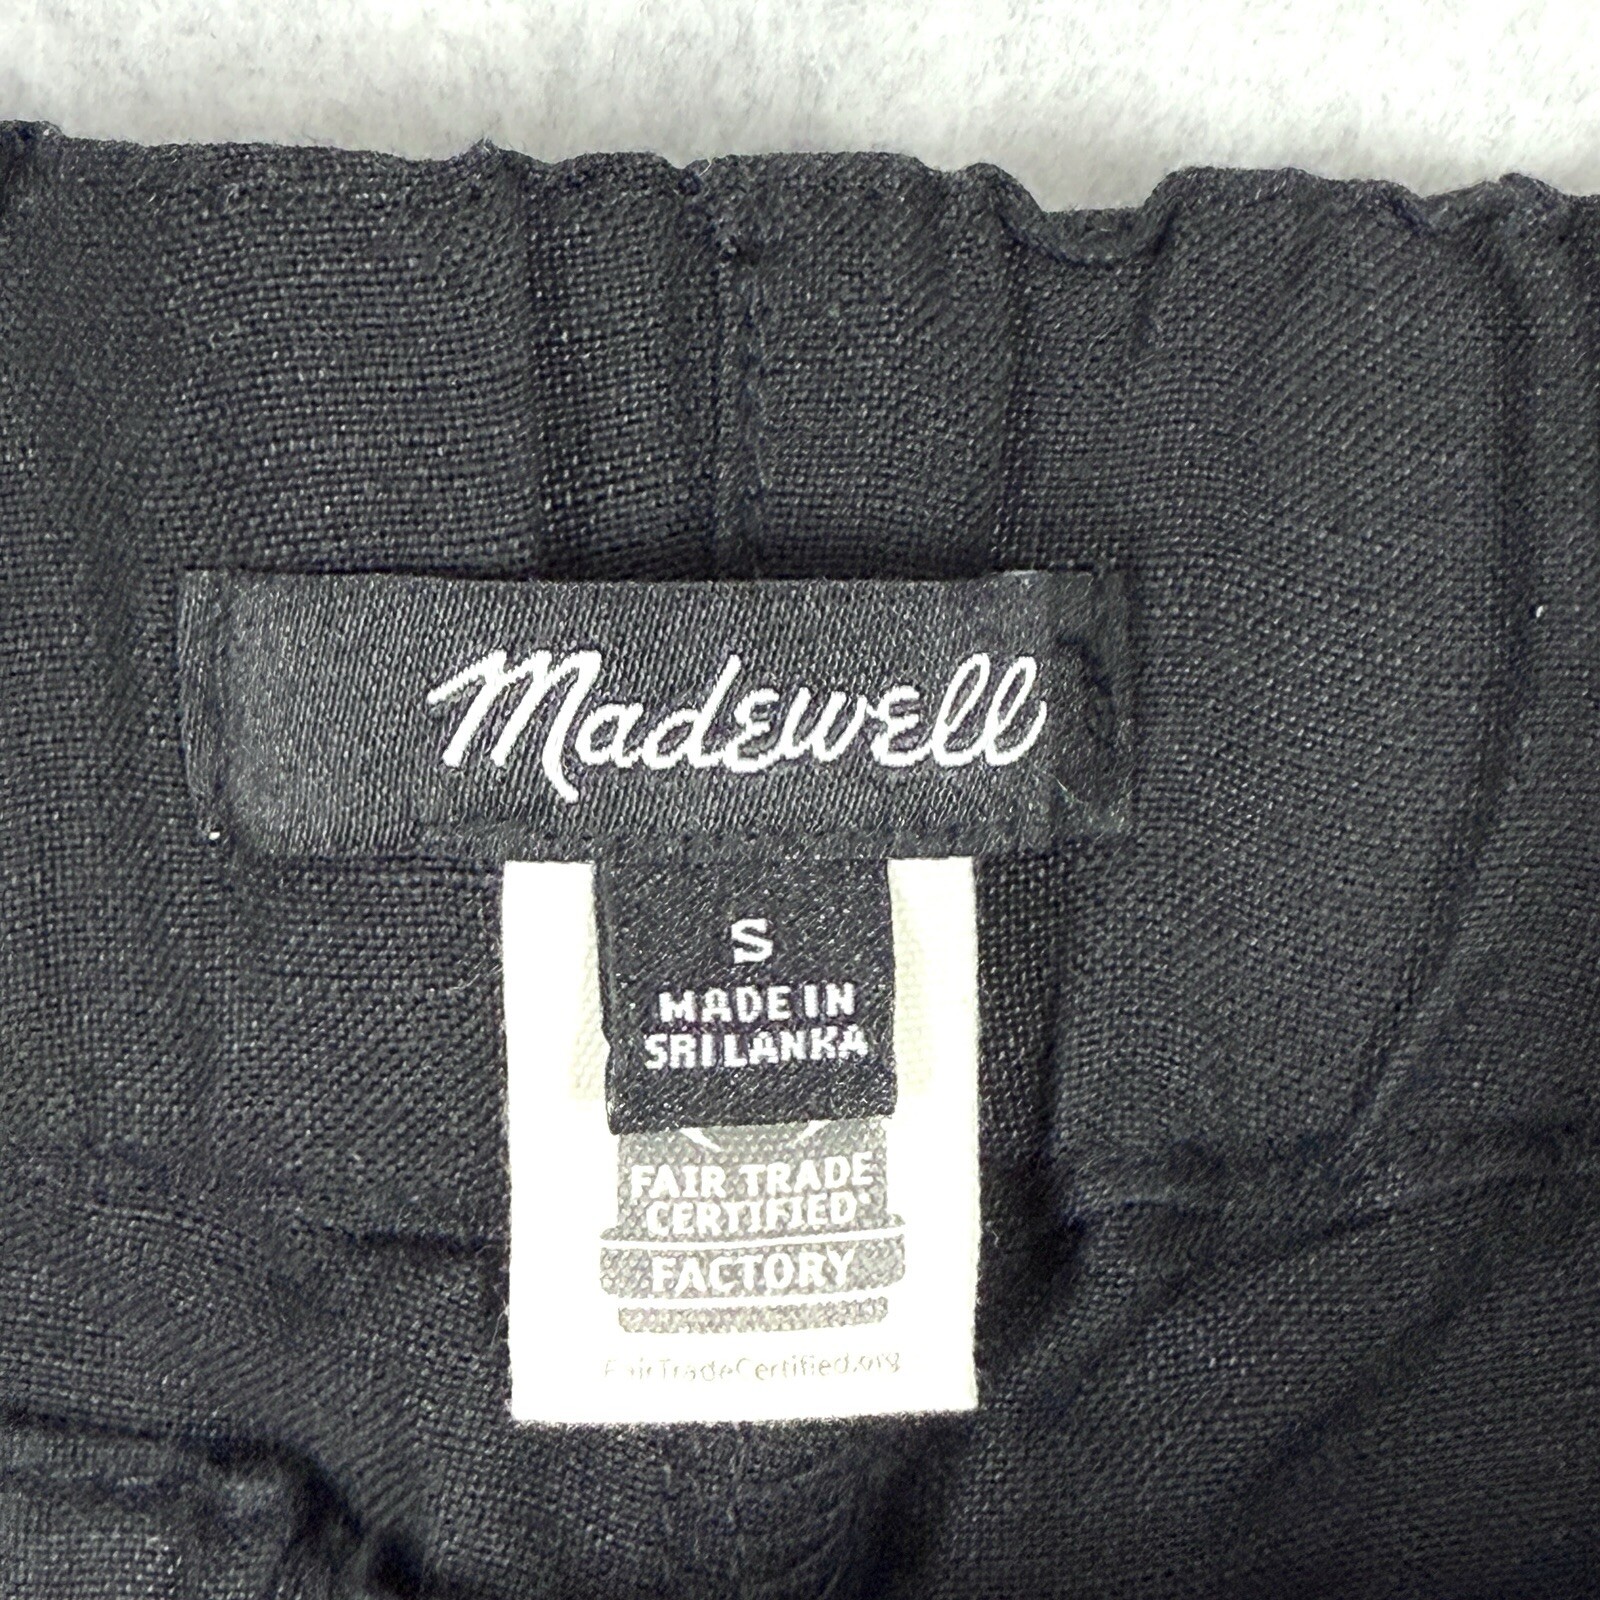 Madewell
S
MADE IN
SRI LANKA
FAIR TRADE
CERTIFIED
FACTORY
FairTradeCertified.org